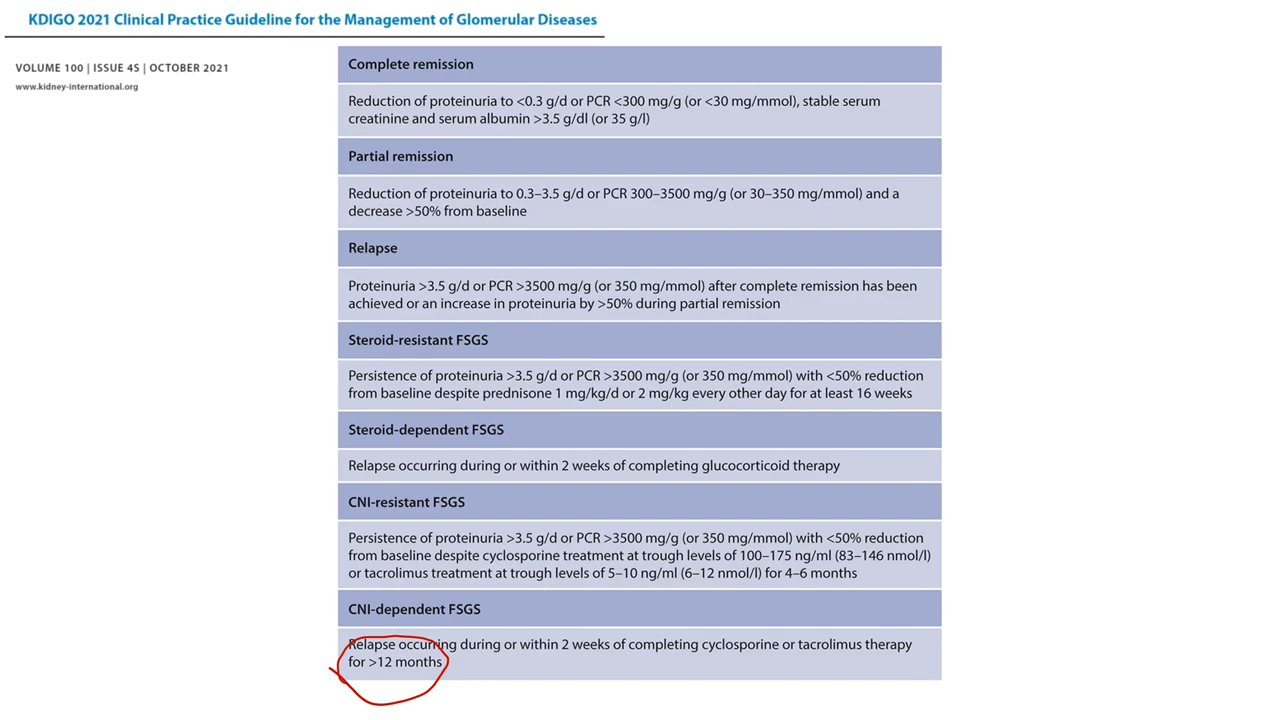 KDIGO 2021 Clinical Practice Guideline for the Management of Glomerular Diseases
VOLUME 100 | ISSUE 4S | OCTOBER 2021
www.kidney-international.org
Complete remission
Reduction of proteinuria to <0.3 g/d or PCR <300 mg/g (or <30 mg/mmol), stable serum
creatinine and serum albumin >3.5 g/dl (or 35 g/l)
Partial remission
Reduction of proteinuria to 0.3–3.5 g/d or PCR 300–3500 mg/g (or 30–350 mg/mmol) and a
decrease >50% from baseline
Relapse
Proteinuria >3.5 g/d or PCR >3500 mg/g (or 350 mg/mmol) after complete remission has been
achieved or an increase in proteinuria by >50% during partial remission
Steroid-resistant FSGS
Persistence of proteinuria >3.5 g/d or PCR >3500 mg/g (or 350 mg/mmol) with <50% reduction
from baseline despite prednisone 1 mg/kg/d or 2 mg/kg every other day for at least 16 weeks
Steroid-dependent FSGS
Relapse occurring during or within 2 weeks of completing glucocorticoid therapy
CNI-resistant FSGS
Persistence of proteinuria >3.5 g/d or PCR >3500 mg/g (or 350 mg/mmol) with <50% reduction
from baseline despite cyclosporine treatment at trough levels of 100–175 ng/ml (83–146 nmol/l)
or tacrolimus treatment at trough levels of 5–10 ng/ml (6–12 nmol/l) for 4–6 months
CNI-dependent FSGS
Relapse occurring during or within 2 weeks of completing cyclosporine or tacrolimus therapy
for >12 months